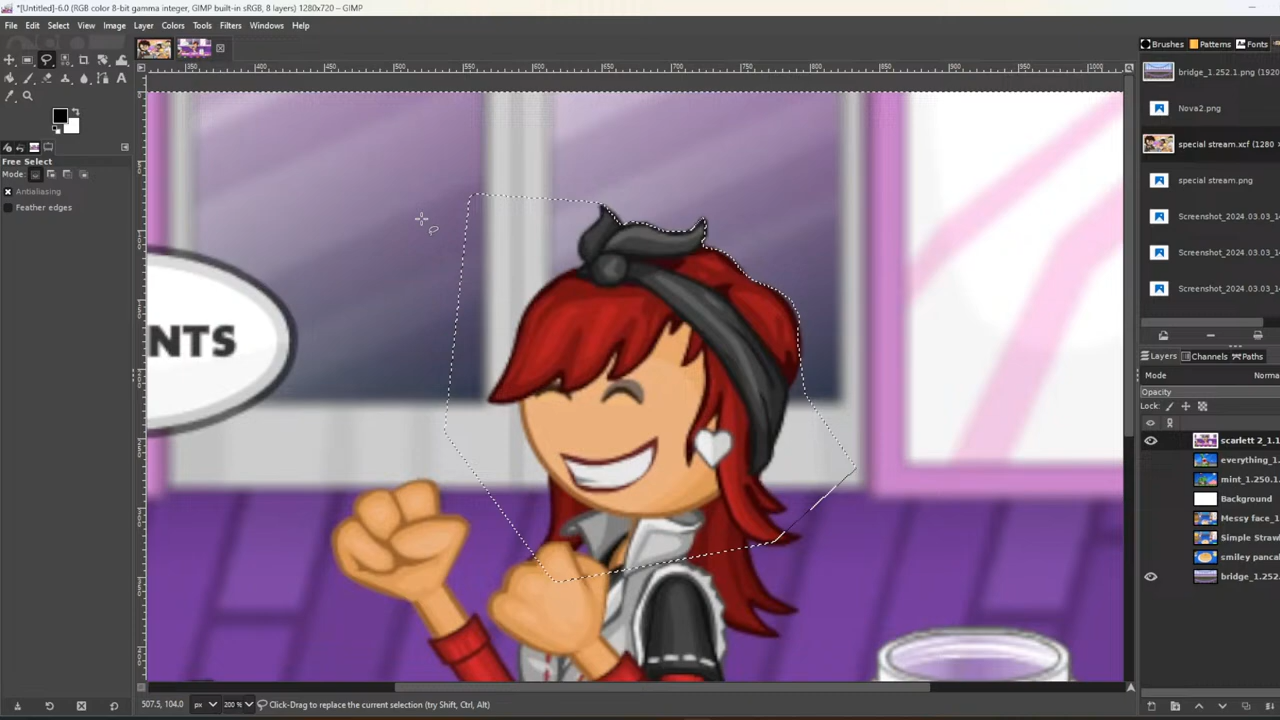 *[Untitled]-6.0 (RGB color 8-bit gamma integer, GIMP built-in sRGB, 8 layers) 1280x720 – GIMP
File Edit Select View Image Layer Colors Tools Filters Windows Help
Brushes Patterns Fonts
bridge_1.252.1.png (1920
Nova2.png
special stream.xcf (1280
special stream.png
Screenshot_2024.03.03_1
Screenshot_2024.03.03_1
Screenshot_2024.03.03_1
Free Select
Mode:
Antialiasing
Feather edges
NTS
Layers Channels Paths
Mode Norma
Opacity
Lock:
scarlett 2_1.1
everything_1.
mint_1.250.1.
Background
Messy face_1
Simple Straw
smiley panca
bridge_1.252.
507.5, 104.0 px 200 % Click-Drag to replace the current selection (try Shift, Ctrl, Alt)